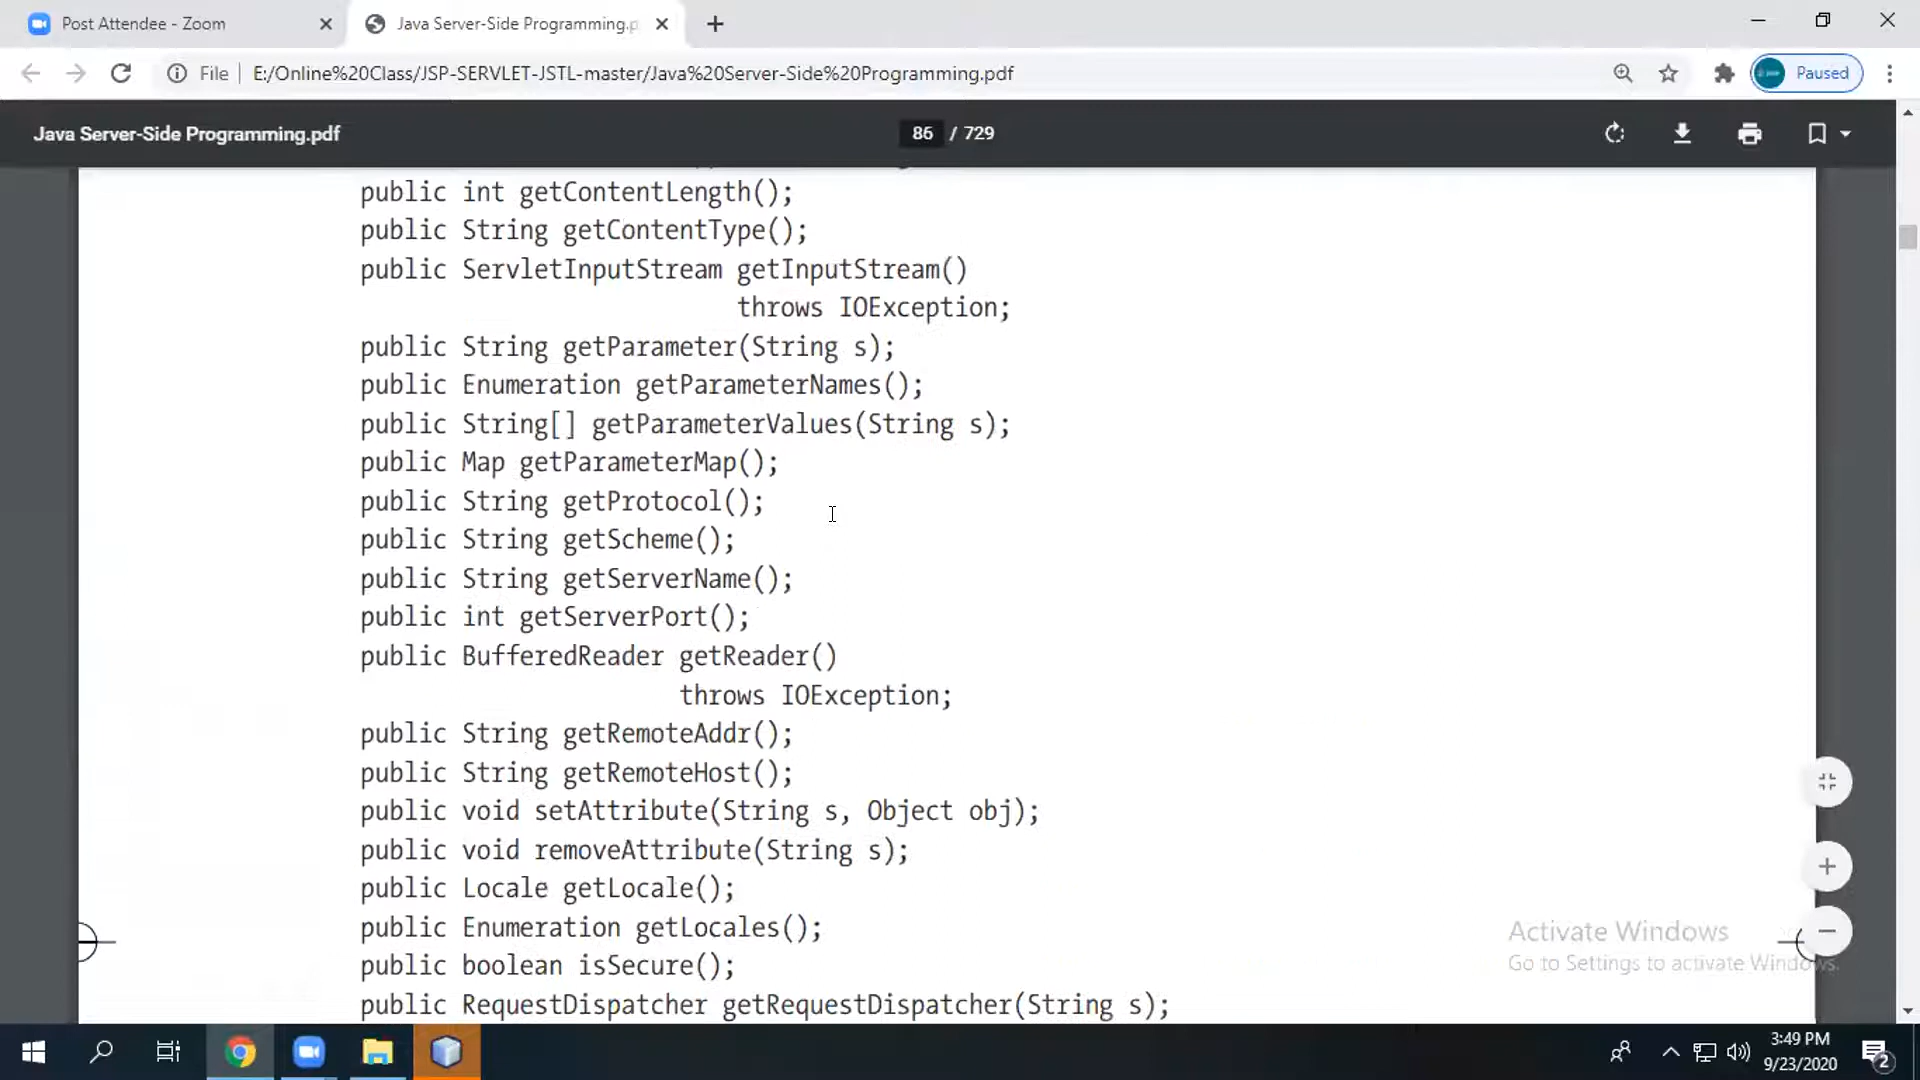 Post Attendee - Zoom
Java Server-Side Programming.p
File
E:/Online%20Class/JSP-SERVLET-JSTL-master/Java%20Server-Side%20Programming.pdf
Paused
Java Server-Side Programming.pdf
86 / 729
public int getContentLength();
public String getContentType();
public ServletInputStream getInputStream()
throws IOException;
public String getParameter(String s);
public Enumeration getParameterNames();
public String[] getParameterValues(String s);
public Map getParameterMap();
public String getProtocol();
public String getScheme();
public String getServerName();
public int getServerPort();
public BufferedReader getReader()
throws IOException;
public String getRemoteAddr();
public String getRemoteHost();
public void setAttribute(String s, Object obj);
public void removeAttribute(String s);
public Locale getLocale();
public Enumeration getLocales();
public boolean isSecure();
public RequestDispatcher getRequestDispatcher(String s);
Activate Windows
Go to Settings to activate Windows.
3:49 PM
9/23/2020
2